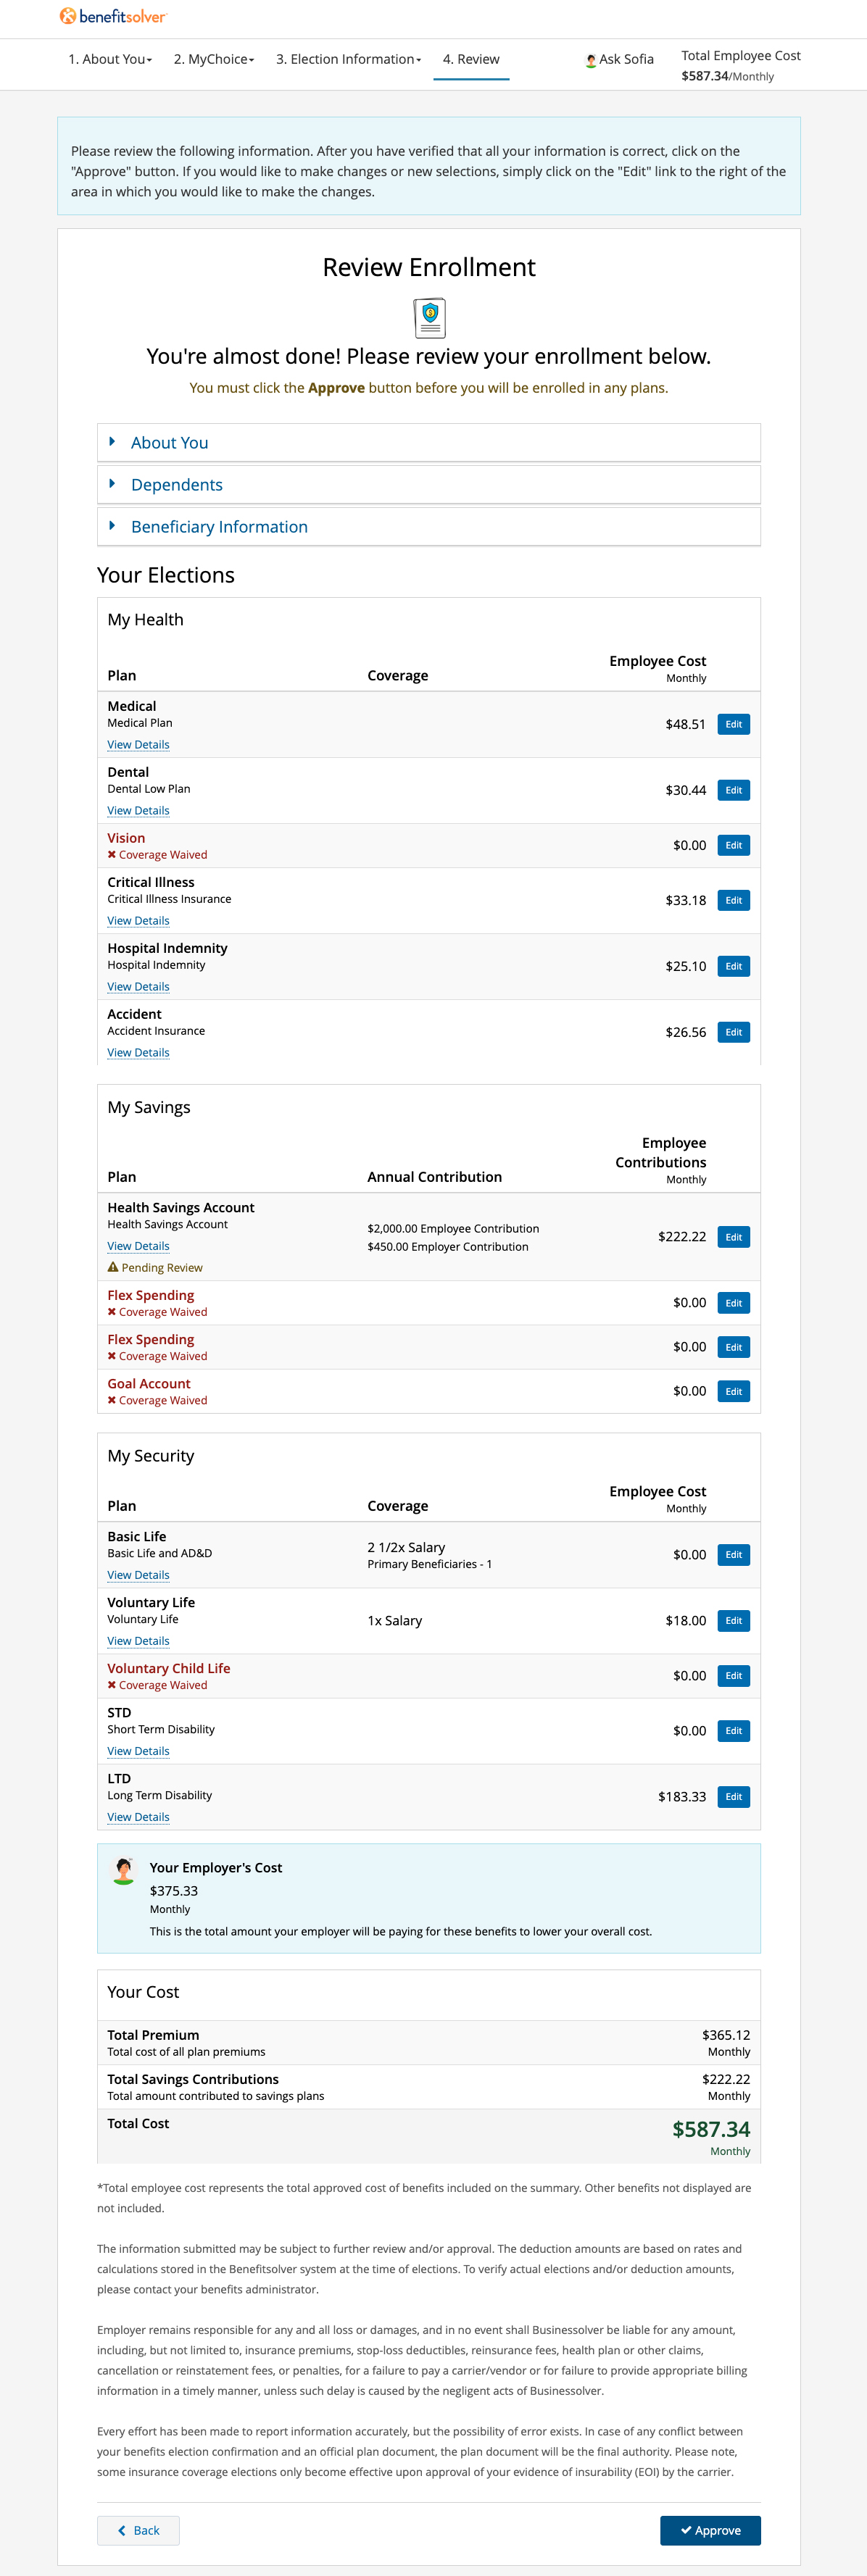 benefitsolver
1. About You
2. MyChoice
3. Election Information
4. Review
Ask Sofia
Total Employee Cost
$587.34/Monthly
Please review the following information. After you have verified that all your information is correct, click on the
"Approve" button. If you would like to make changes or new selections, simply click on the "Edit" link to the right of the
area in which you would like to make the changes.
Review Enrollment
You're almost done! Please review your enrollment below.
You must click the Approve button before you will be enrolled in any plans.
About You
Dependents
Beneficiary Information
Your Elections
My Health
Plan
Coverage
Employee Cost
Monthly
Medical
Medical Plan
View Details
$48.51
Edit
Dental
Dental Low Plan
View Details
$30.44
Edit
Vision
Coverage Waived
$0.00
Edit
Critical Illness
Critical Illness Insurance
View Details
$33.18
Edit
Hospital Indemnity
Hospital Indemnity
View Details
$25.10
Edit
Accident
Accident Insurance
View Details
$26.56
Edit
My Savings
Plan
Annual Contribution
Employee
Contributions
Monthly
Health Savings Account
Health Savings Account
View Details
Pending Review
$2,000.00 Employee Contribution
$450.00 Employer Contribution
$222.22
Edit
Flex Spending
Coverage Waived
$0.00
Edit
Flex Spending
Coverage Waived
$0.00
Edit
Goal Account
Coverage Waived
$0.00
Edit
My Security
Plan
Coverage
Employee Cost
Monthly
Basic Life
Basic Life and AD&D
View Details
2 1/2x Salary
Primary Beneficiaries - 1
$0.00
Edit
Voluntary Life
Voluntary Life
View Details
1x Salary
$18.00
Edit
Voluntary Child Life
Coverage Waived
$0.00
Edit
STD
Short Term Disability
View Details
$0.00
Edit
LTD
Long Term Disability
View Details
$183.33
Edit
Your Employer's Cost
$375.33
Monthly
This is the total amount your employer will be paying for these benefits to lower your overall cost.
Your Cost
Total Premium
Total cost of all plan premiums
$365.12
Monthly
Total Savings Contributions
Total amount contributed to savings plans
$222.22
Monthly
Total Cost
$587.34
Monthly
*Total employee cost represents the total approved cost of benefits included on the summary. Other benefits not displayed are
not included.
The information submitted may be subject to further review and/or approval. The deduction amounts are based on rates and
calculations stored in the Benefitsolver system at the time of elections. To verify actual elections and/or deduction amounts,
please contact your benefits administrator.
Employer remains responsible for any and all loss or damages, and in no event shall Businessolver be liable for any amount,
including, but not limited to, insurance premiums, stop-loss deductibles, reinsurance fees, health plan or other claims,
cancellation or reinstatement fees, or penalties, for a failure to pay a carrier/vendor or for failure to provide appropriate billing
information in a timely manner, unless such delay is caused by the negligent acts of Businessolver.
Every effort has been made to report information accurately, but the possibility of error exists. In case of any conflict between
your benefits election confirmation and an official plan document, the plan document will be the final authority. Please note,
some insurance coverage elections only become effective upon approval of your evidence of insurability (EOI) by the carrier.
Back
Approve